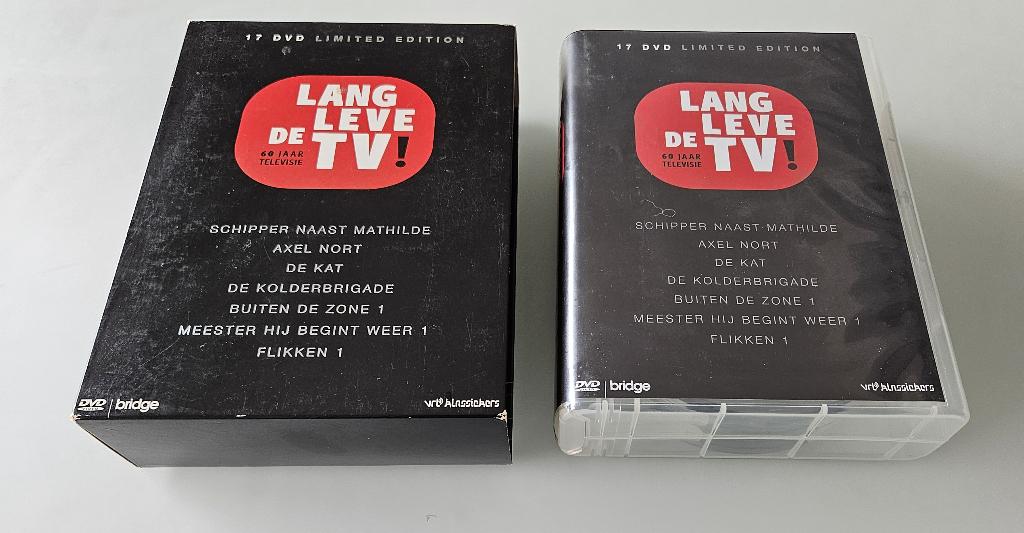 17 DVD LIMITED EDITION
LANG
LEVE
DE TV!
60 JAAR
TELEVISIE
SCHIPPER NAAST MATHILDE
AXEL NORT
DE KAT
DE KOLDERBRIGADE
BUITEN DE ZONE 1
MEESTER HIJ BEGINT WEER 1
FLIKKEN 1
DVD VIDEO bridge
vrt klassiekers
17 DVD LIMITED EDITION
LANG
LEVE
DE TV!
60 JAAR
TELEVISIE
SCHIPPER NAAST MATHILDE
AXEL NORT
DE KAT
DE KOLDERBRIGADE
BUITEN DE ZONE 1
MEESTER HIJ BEGINT WEER 1
FLIKKEN 1
DVD VIDEO bridge
vrt klassiekers